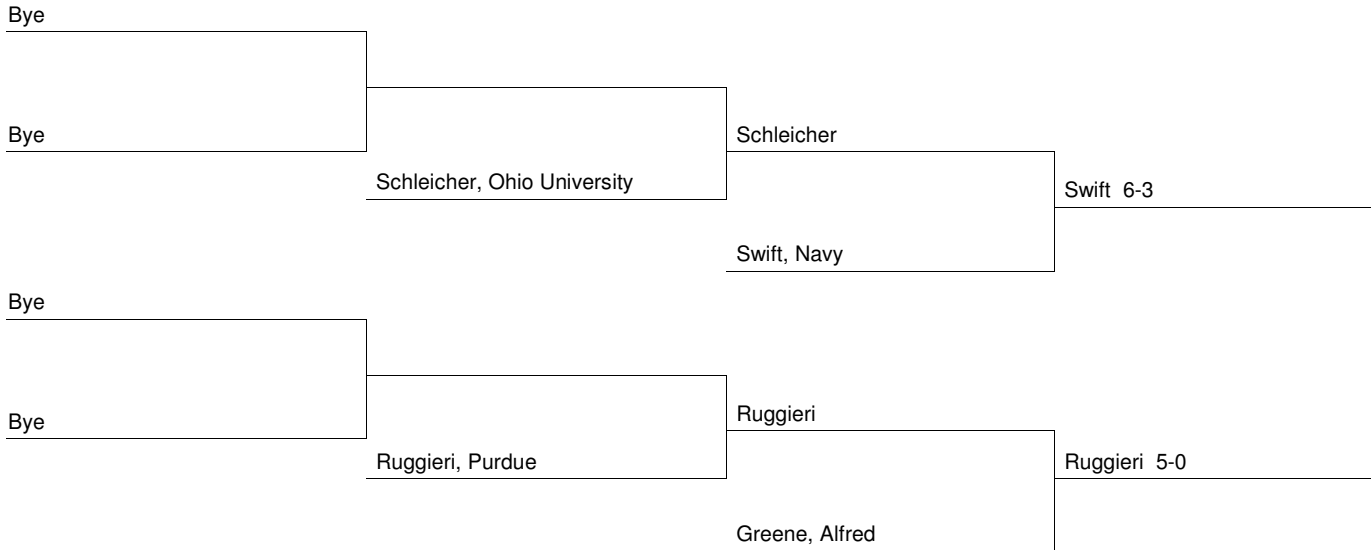 Bye
Bye
Schleicher
Schleicher, Ohio University
Swift  6-3
Swift, Navy
Bye
Bye
Ruggieri
Ruggieri, Purdue
Ruggieri  5-0
Greene, Alfred